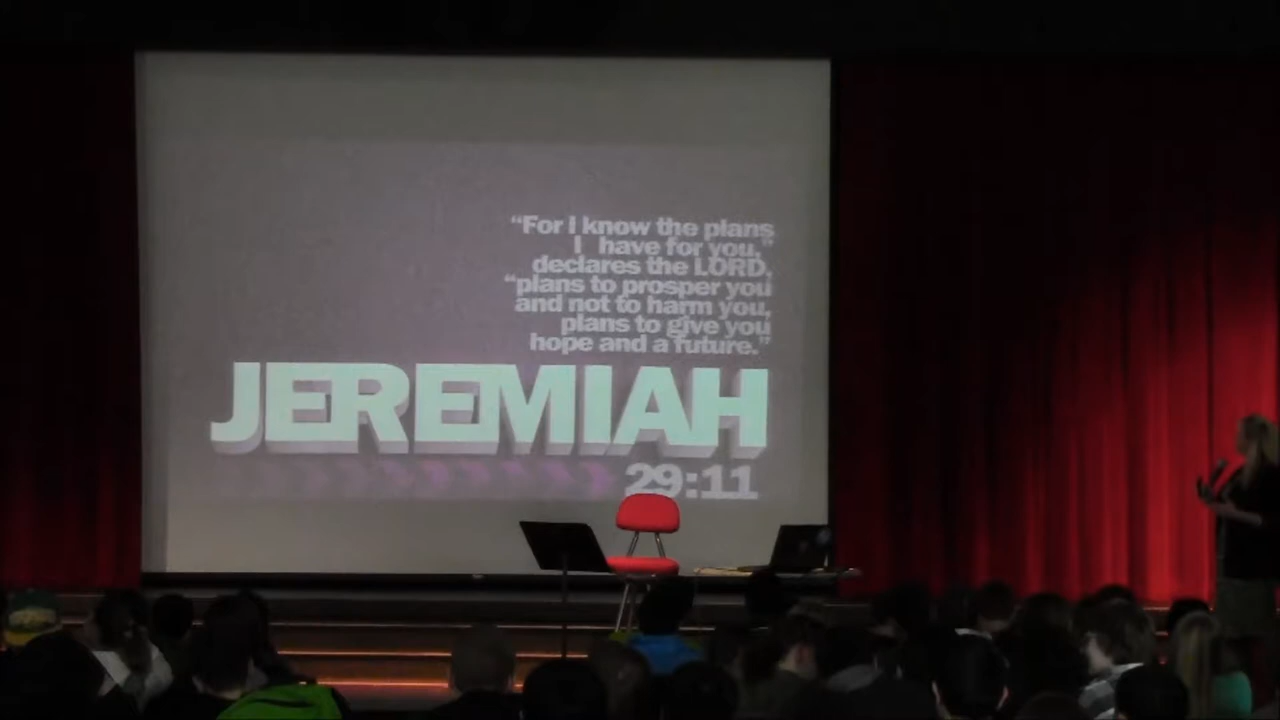 “For I know the plans
I have for you,”
declares the LORD,
“plans to prosper you
and not to harm you,
plans to give you
hope and a future.”
JEREMIAH
29:11